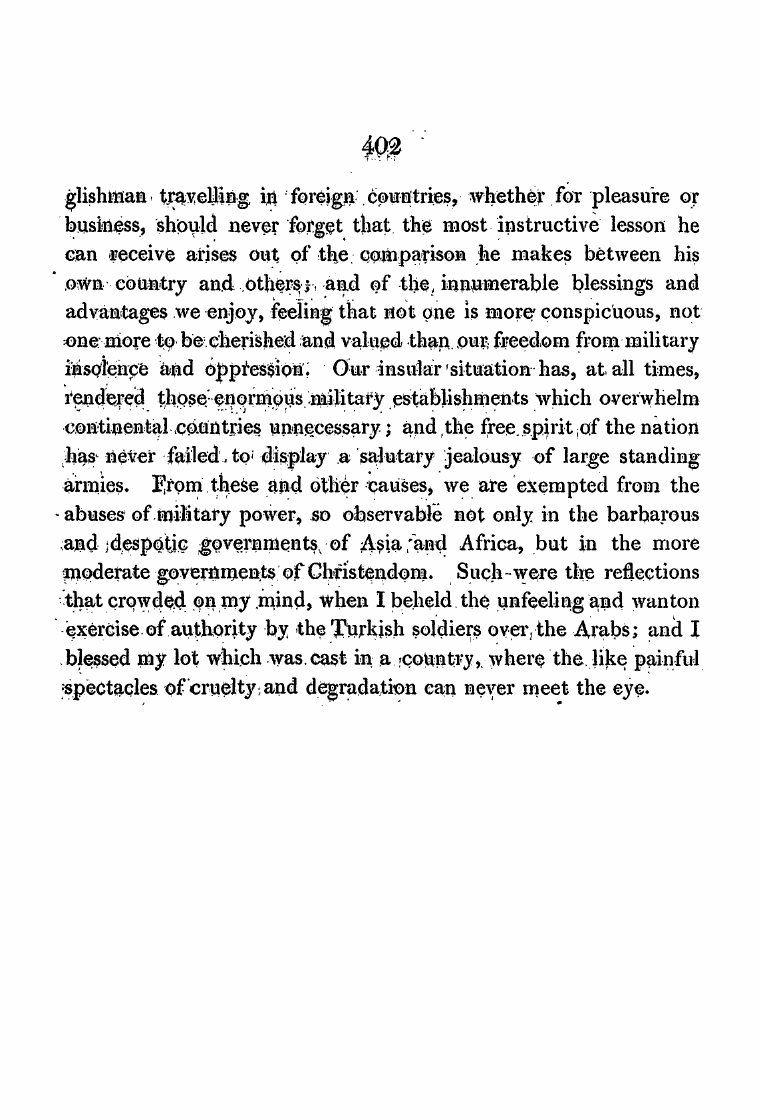 402
glishman travelling in foreign countries, whether for pleasure or
business, should never forget that the most instructive lesson he
can receive arises out of the comparison he makes between his
own country and others; and of the innumerable blessings and
advantages we enjoy, feeling that not one is more conspicuous, not
one more to be cherished and valued than our freedom from military
insolence and oppression. Our insular situation has, at all times,
rendered those enormous military establishments which overwhelm
continental countries unnecessary; and the free spirit of the nation
has never failed to display a salutary jealousy of large standing
armies. From these and other causes, we are exempted from the
abuses of military power, so observable not only in the barbarous
and despotic governments of Asia and Africa, but in the more
moderate governments of Christendom. Such were the reflections
that crowded on my mind, when I beheld the unfeeling and wanton
exercise of authority by the Turkish soldiers over the Arabs; and I
blessed my lot which was cast in a country, where the like painful
spectacles of cruelty and degradation can never meet the eye.